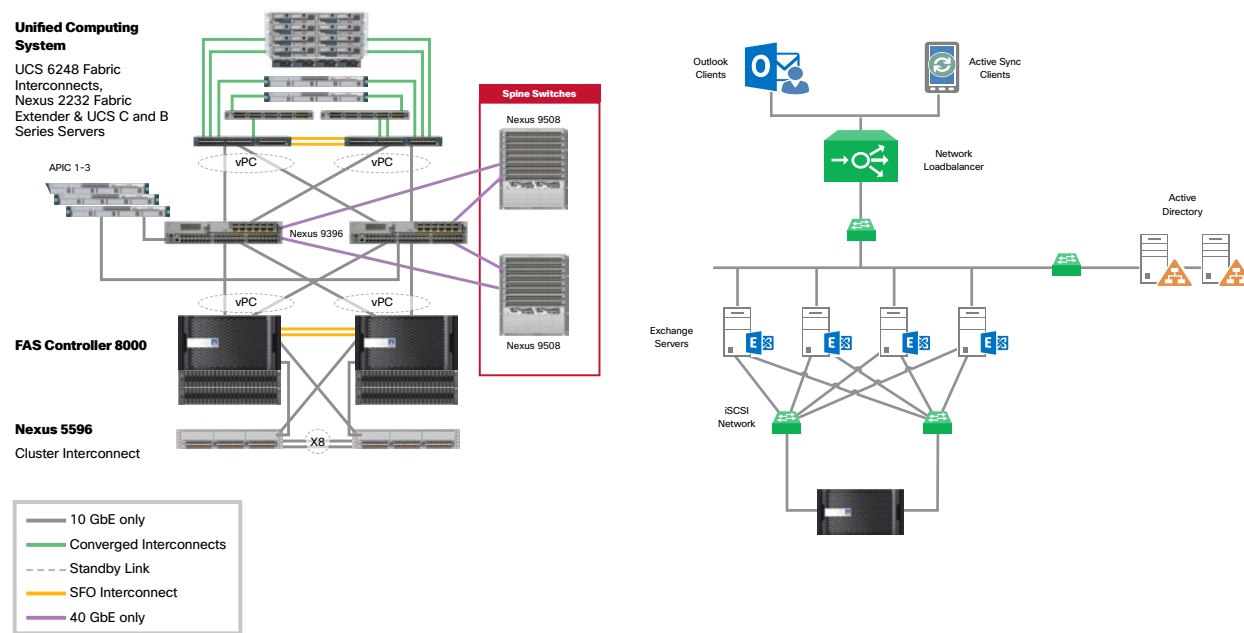 Unified Computing
System
UCS 6248 Fabric
Interconnects,
Nexus 2232 Fabric
Extender & UCS C and B
Series Servers
Spine Switches
Nexus 9508
vPC
vPC
APIC 1-3
Nexus 9396
vPC
vPC
Nexus 9508
FAS Controller 8000
Nexus 5596
Cluster Interconnect
X8
10 GbE only
Converged Interconnects
Standby Link
SFO Interconnect
40 GbE only
Outlook
Clients
Active Sync
Clients
Network
Loadbalancer
Active
Directory
Exchange
Servers
iSCSI
Network